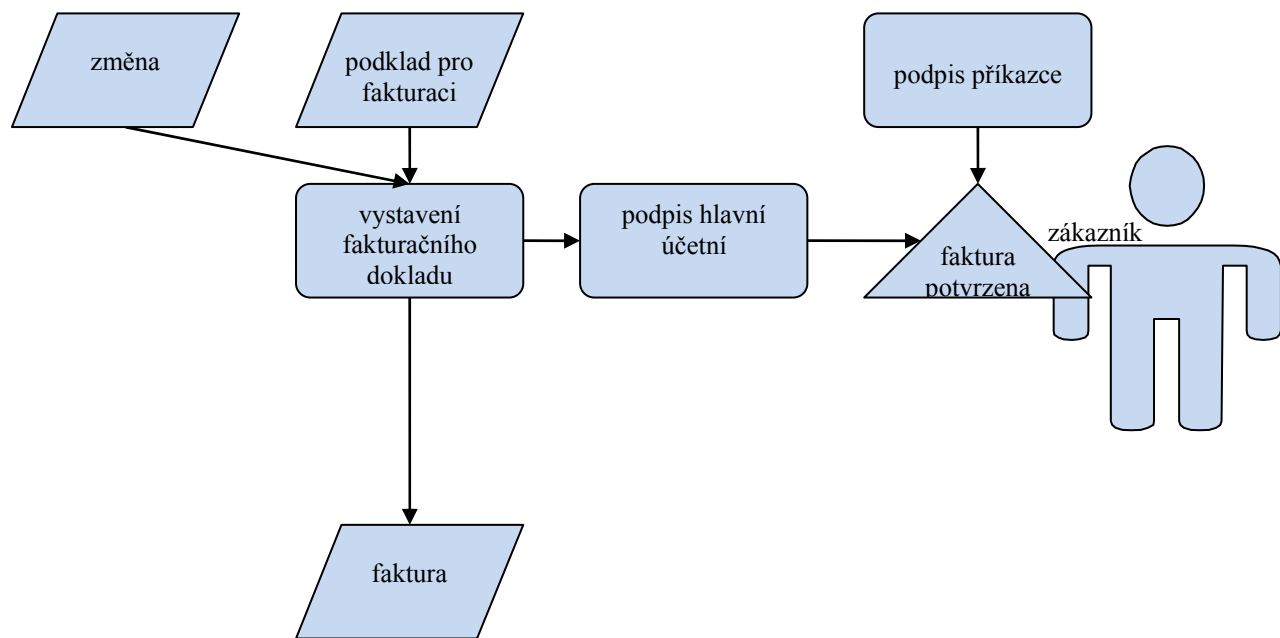 změna
podklad pro
fakturaci
podpis příkazce
vystavení
fakturačního
dokladu
podpis hlavní
účetní
faktura
potvrzena
zákazník
faktura